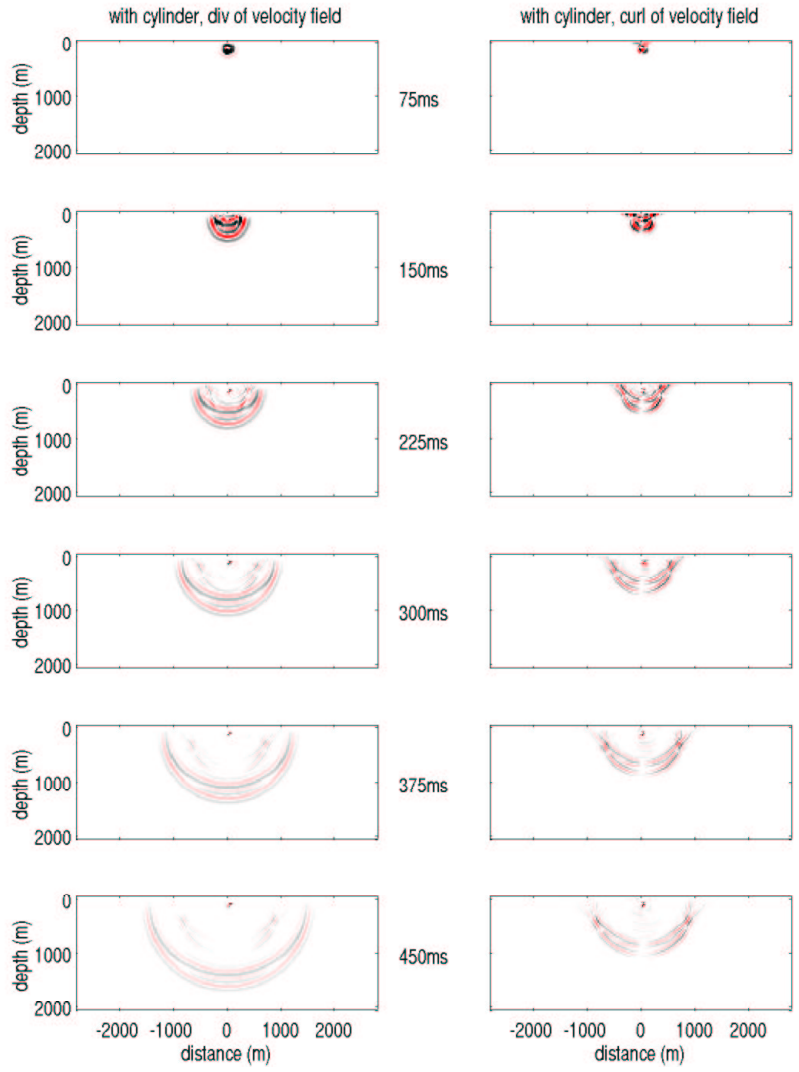 with cylinder, div of velocity field
with cylinder, curl of velocity field
0
1000
2000
depth (m)
75ms
0
1000
2000
depth (m)
150ms
0
1000
2000
depth (m)
225ms
0
1000
2000
depth (m)
300ms
0
1000
2000
depth (m)
375ms
0
1000
2000
depth (m)
450ms
-2000 -1000 0 1000 2000
distance (m)
-2000 -1000 0 1000 2000
distance (m)